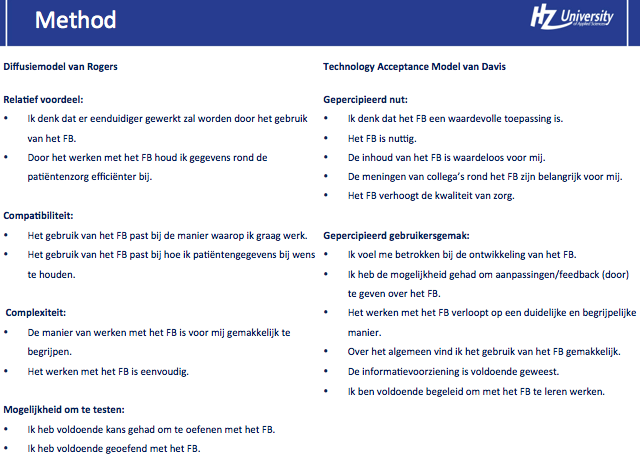 Method
HZ University
of Applied Sciences
Diffusiemodel van Rogers
Relatief voordeel:
• Ik denk dat er eenduidiger gewerkt zal worden door het gebruik
van het FB.
• Door het werken met het FB houd ik gegevens rond de
patiëntenzorg efficiënter bij.
Compatibiliteit:
• Het gebruik van het FB past bij de manier waarop ik graag werk.
• Het gebruik van het FB past bij hoe ik patiëntengegevens bij wens
te houden.
Complexiteit:
• De manier van werken met het FB is voor mij gemakkelijk te
begrijpen.
• Het werken met het FB is eenvoudig.
Mogelijkheid om te testen:
• Ik heb voldoende kans gehad om te oefenen met het FB.
• Ik heb voldoende geoefend met het FB.
Technology Acceptance Model van Davis
Gepercipieerd nut:
• Ik denk dat het FB een waardevolle toepassing is.
• Het FB is nuttig.
• De inhoud van het FB is waardeloos voor mij.
• De meningen van collega's rond het FB zijn belangrijk voor mij.
• Het FB verhoogt de kwaliteit van zorg.
Gepercipieerd gebruikersgemak:
• Ik voel me betrokken bij de ontwikkeling van het FB.
• Ik heb de mogelijkheid gehad om aanpassingen/feedback (door)
te geven over het FB.
• Het werken met het FB verloopt op een duidelijke en begrijpelijke
manier.
• Over het algemeen vind ik het gebruik van het FB gemakkelijk.
• De informatievoorziening is voldoende geweest.
• Ik ben voldoende begeleid om met het FB te leren werken.